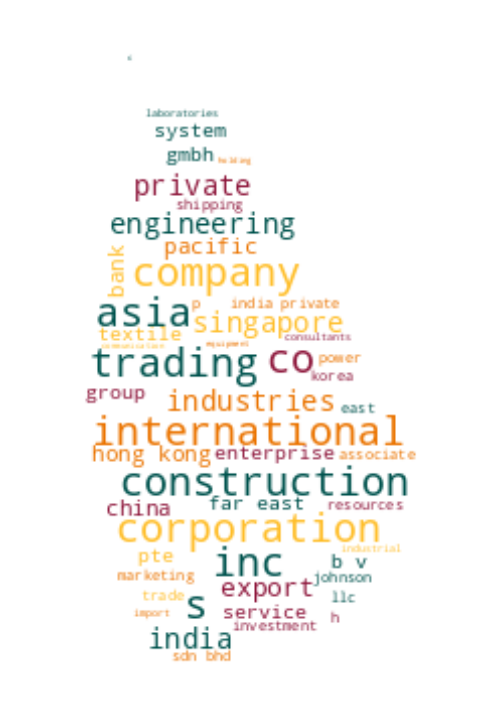 laboratories
system
gmbh holding
private
shipping
engineering
bank pacific
company
asia p india private
singapore
textile consultants
communication equipment
trading co power
korea
group industries east
international
hong kong enterprise associate
construction
china far east resources
corporation
industrial
pte inc b v
marketing johnson
export
trade s llc
import service h
investment
india
sdn bhd